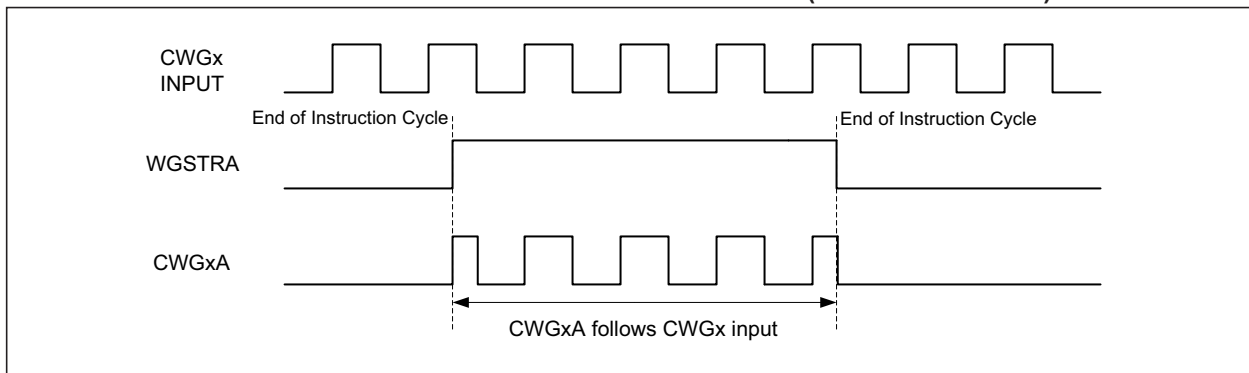 CWGx
INPUT
End of Instruction Cycle
End of Instruction Cycle
WGSTRA
CWGxA
CWGxA follows CWGx input